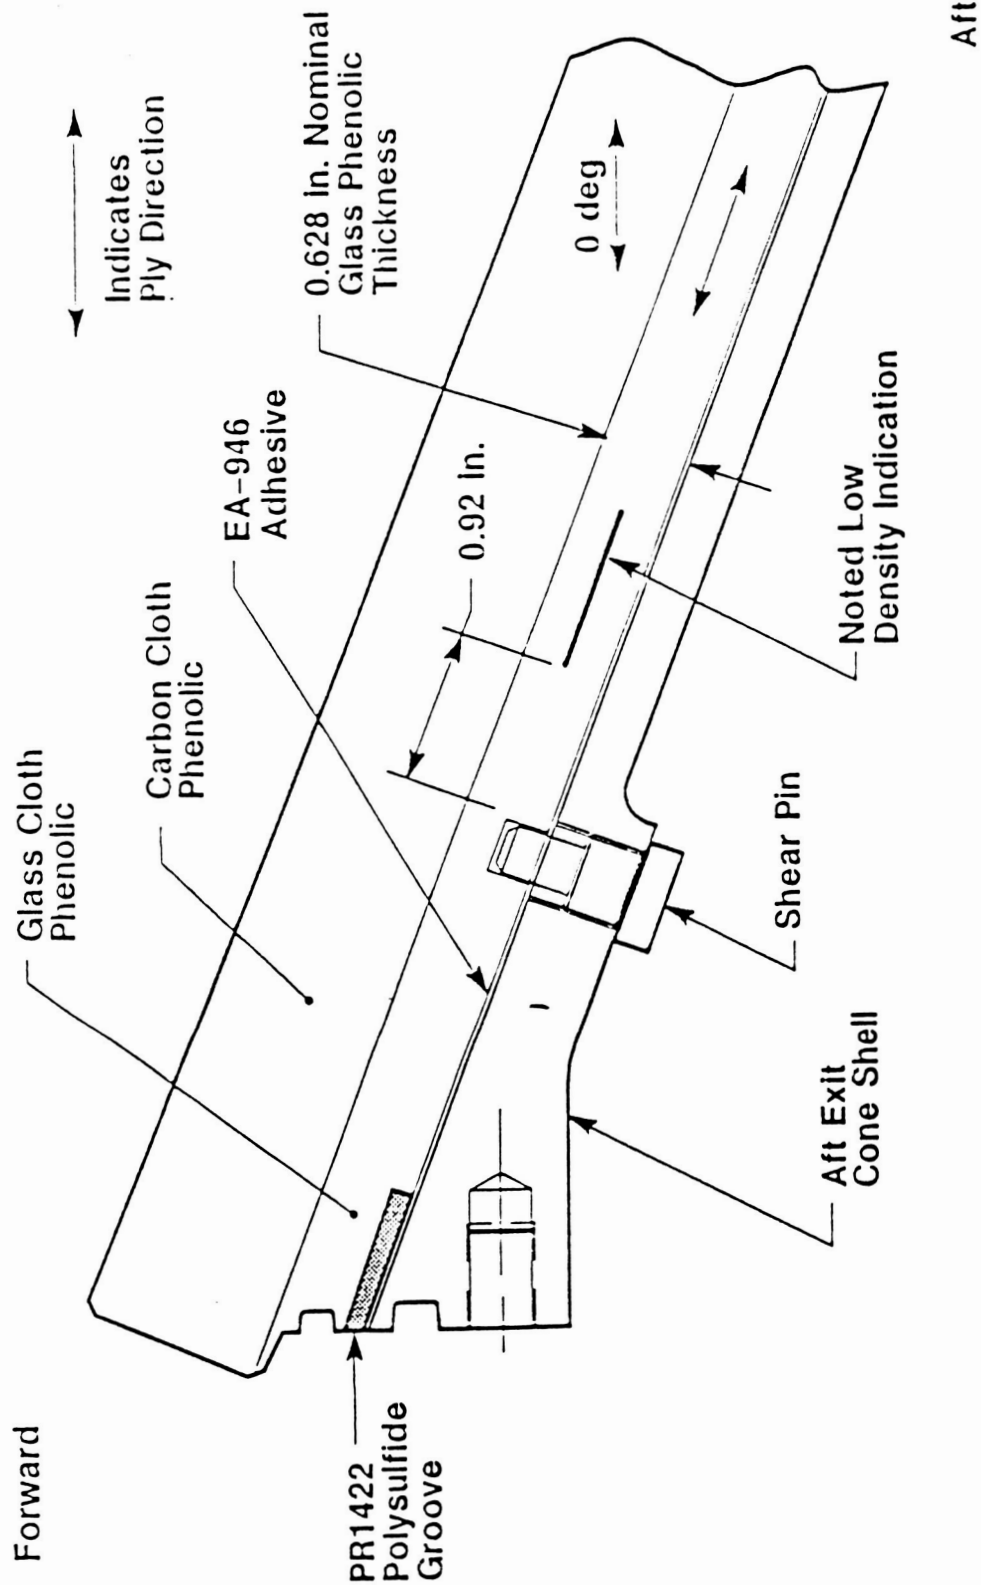 Forward
Aft
Indicates
Ply Direction
Glass Cloth
Phenolic
Carbon Cloth
Phenolic
EA-946
Adhesive
0.628 in. Nominal
Glass Phenolic
Thickness
0.92 in.
0 deg
PR1422
Polysulfide
Groove
Aft Exit
Cone Shell
Shear Pin
Noted Low
Density Indication